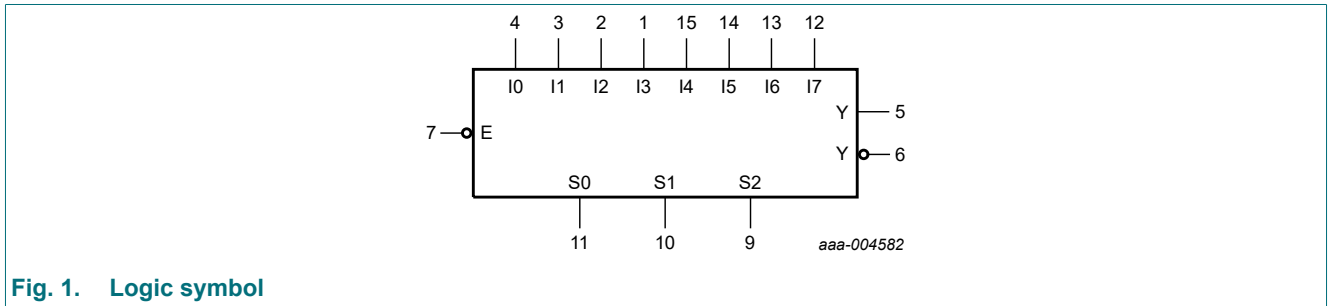 4 3 2 1 15 14 13 12
I0 I1 I2 I3 I4 I5 I6 I7
Y 5
7 E
Y 6
S0 S1 S2
11 10 9 aaa-004582
Fig. 1. Logic symbol